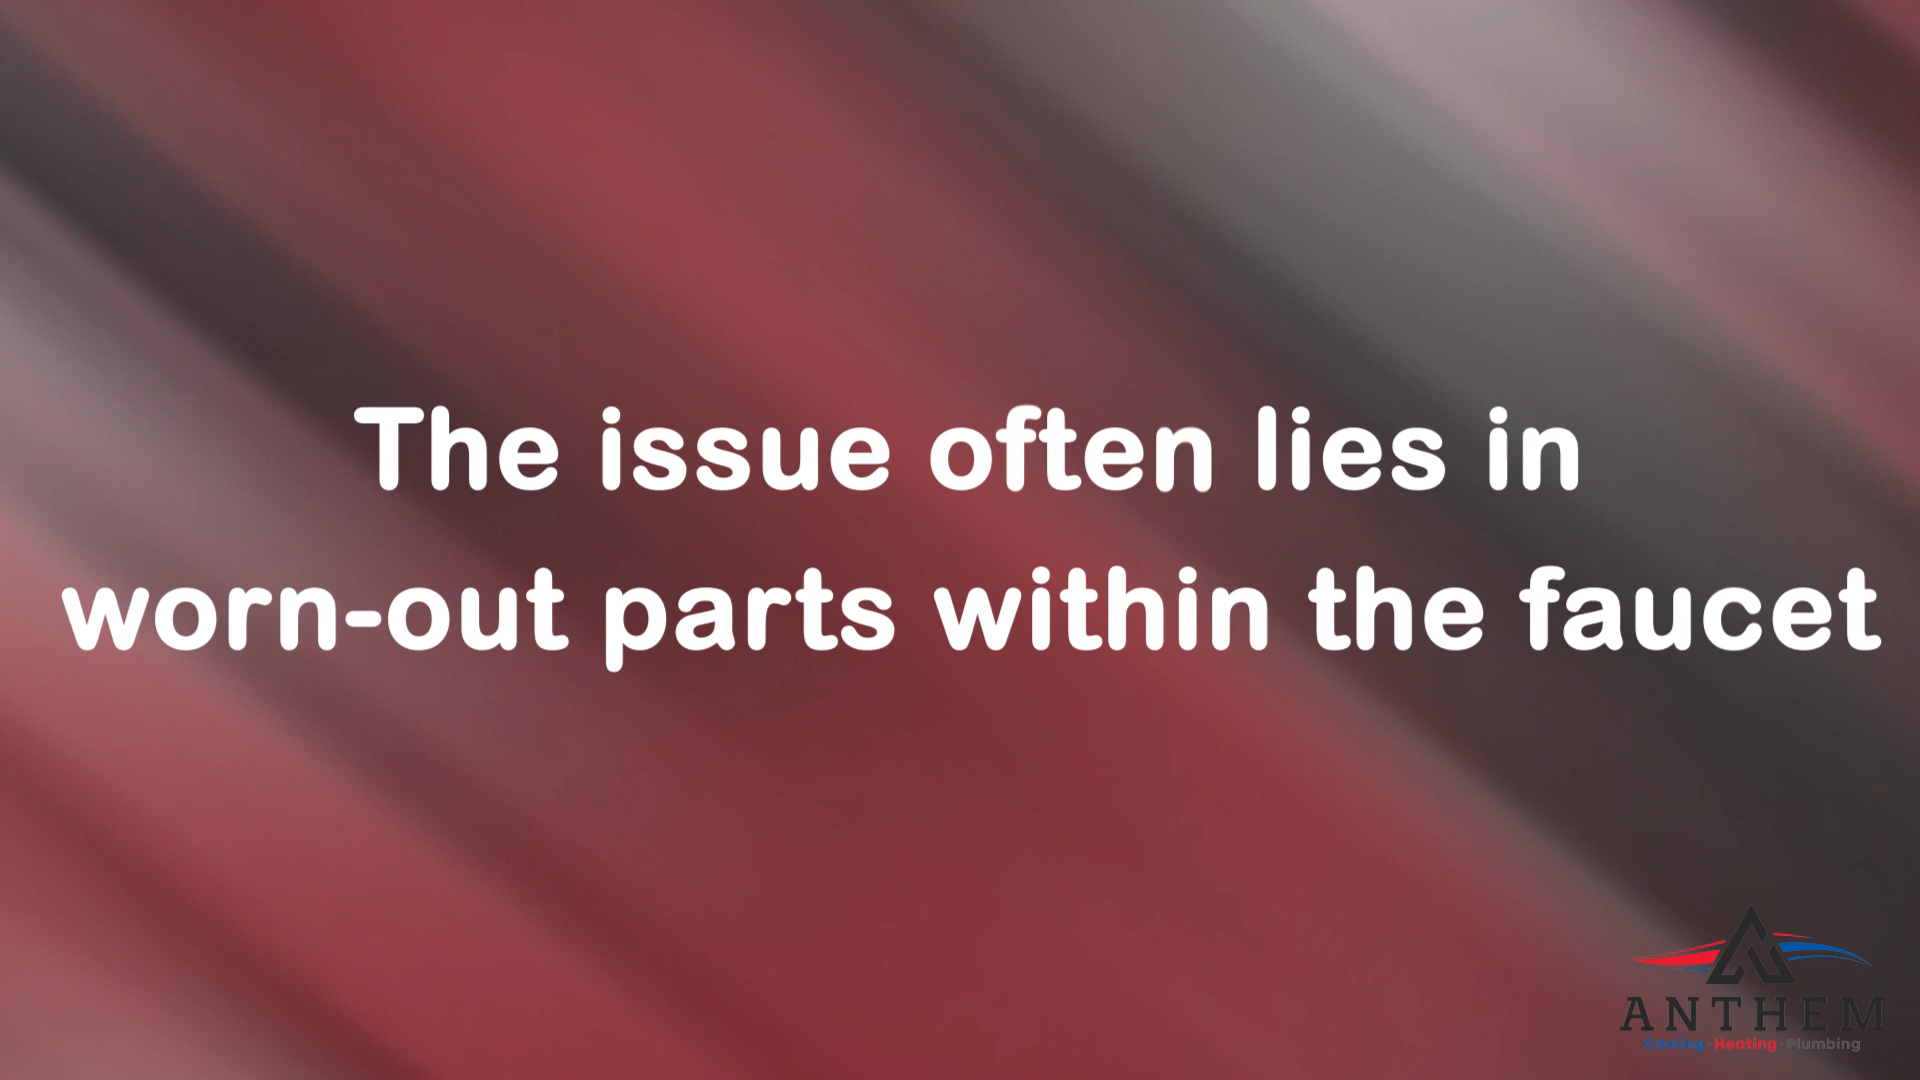 The issue often lies in
worn-out parts within the faucet
ANTHEM
Cooling·Heating·Plumbing